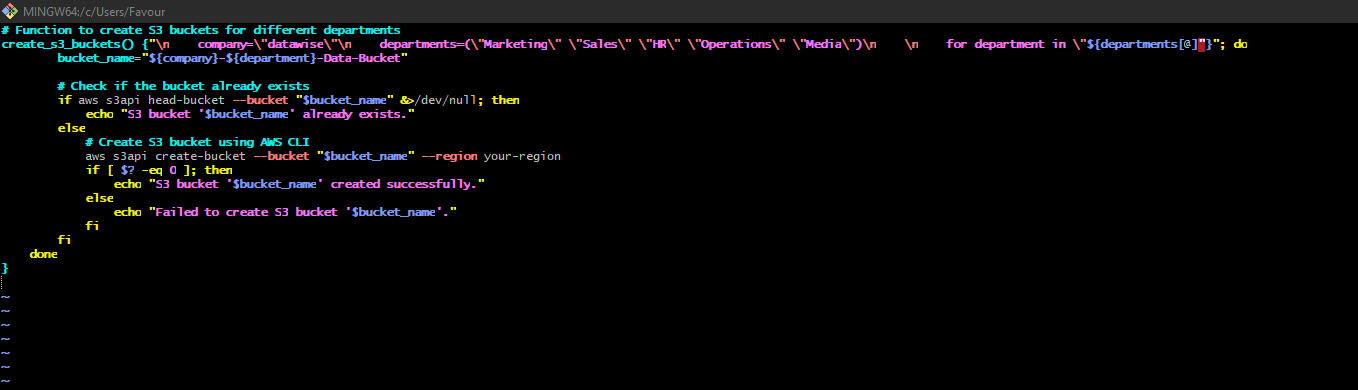 MINGW64:/c/Users/Favour
# Function to create S3 buckets for different departments
create_s3_buckets() {"\n    company=\"datawise\"\n    departments=(\"Marketing\" \"Sales\" \"HR\" \"Operations\" \"Media\")\n    \n    for department in \"${departments[@]"}"; do
        bucket_name="${company}-${department}-Data-Bucket"
        # Check if the bucket already exists
        if aws s3api head-bucket --bucket "$bucket_name" &>/dev/null; then
            echo "S3 bucket '$bucket_name' already exists."
        else
            # Create S3 bucket using AWS CLI
            aws s3api create-bucket --bucket "$bucket_name" --region your-region
            if [ $? -eq 0 ]; then
                echo "S3 bucket '$bucket_name' created successfully."
            else
                echo "Failed to create S3 bucket '$bucket_name'."
            fi
        fi
    done
}
~
~
~
~
~
~
~